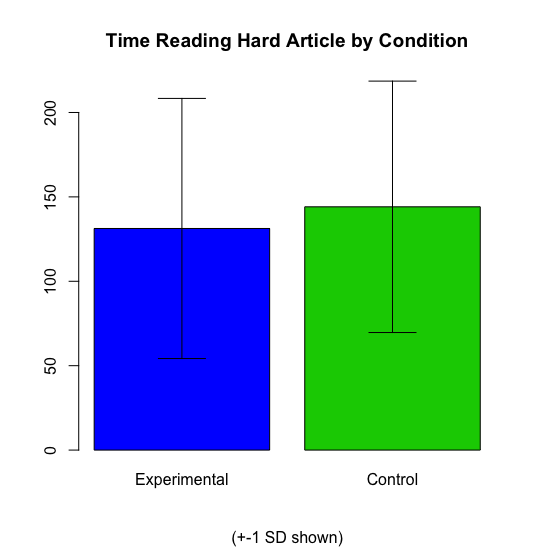 Time Reading Hard Article by Condition
200
150
100
50
0
Experimental Control
(+-1 SD shown)